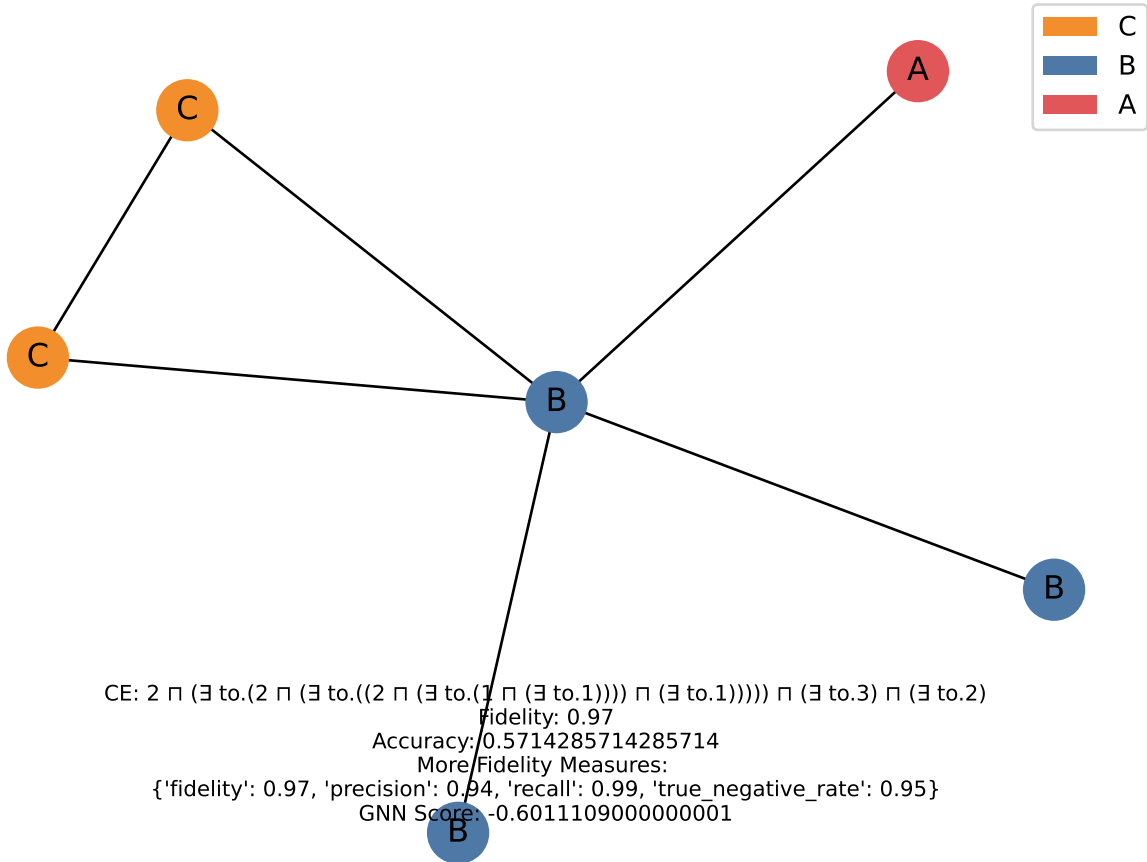 C
B
A
A
C
C
B
B
CE: 2 ⊓ (∃ to.(2 ⊓ (∃ to.((2 ⊓ (∃ to.(1 ⊓ (∃ to.1)))) ⊓ (∃ to.1))))) ⊓ (∃ to.3) ⊓ (∃ to.2)
Fidelity: 0.97
Accuracy: 0.5714285714285714
More Fidelity Measures:
{'fidelity': 0.97, 'precision': 0.94, 'recall': 0.99, 'true_negative_rate': 0.95}
GNN Score: -0.6011109000000001
B